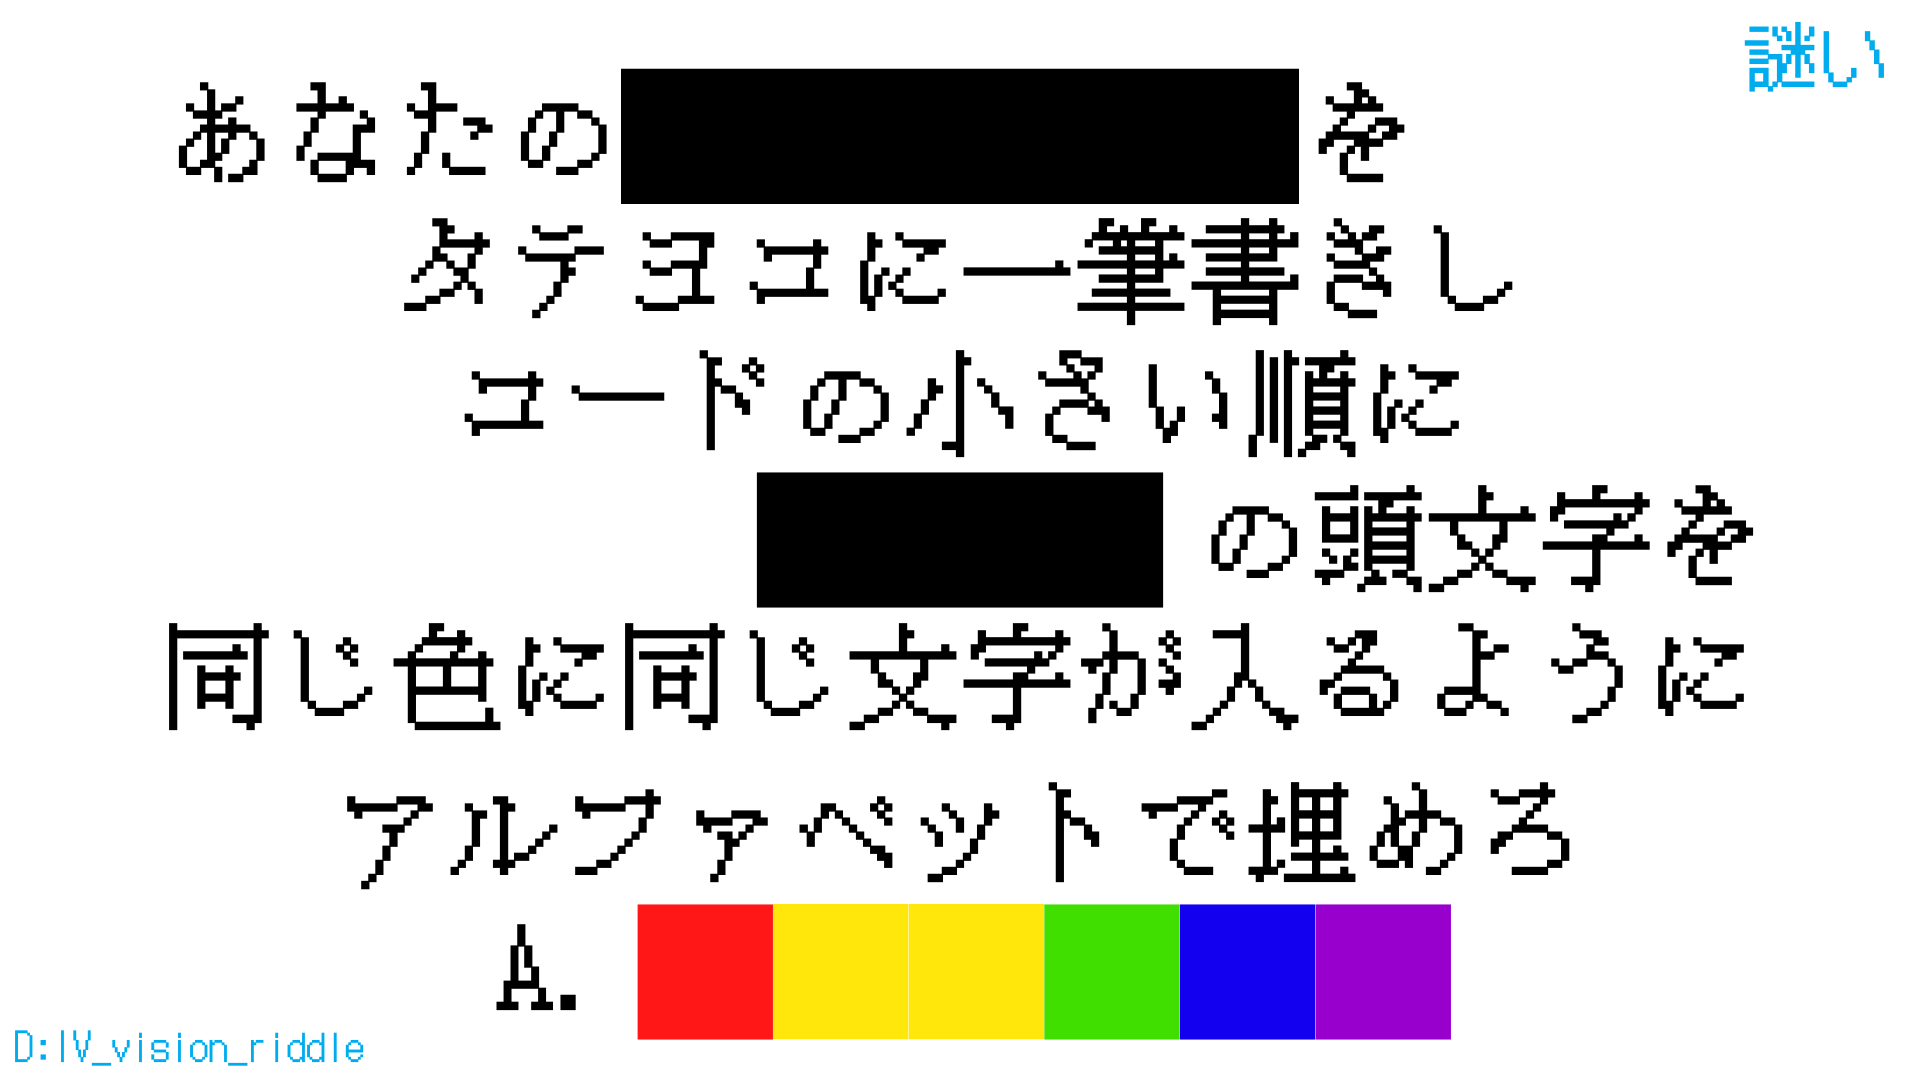 謎い
あなたの を
タテヨコに一筆書きし
コードの小さい順に
の頭文字を
同じ色に同じ文字が入るように
アルファベットで埋めろ
A.
D:IV_vision_riddle